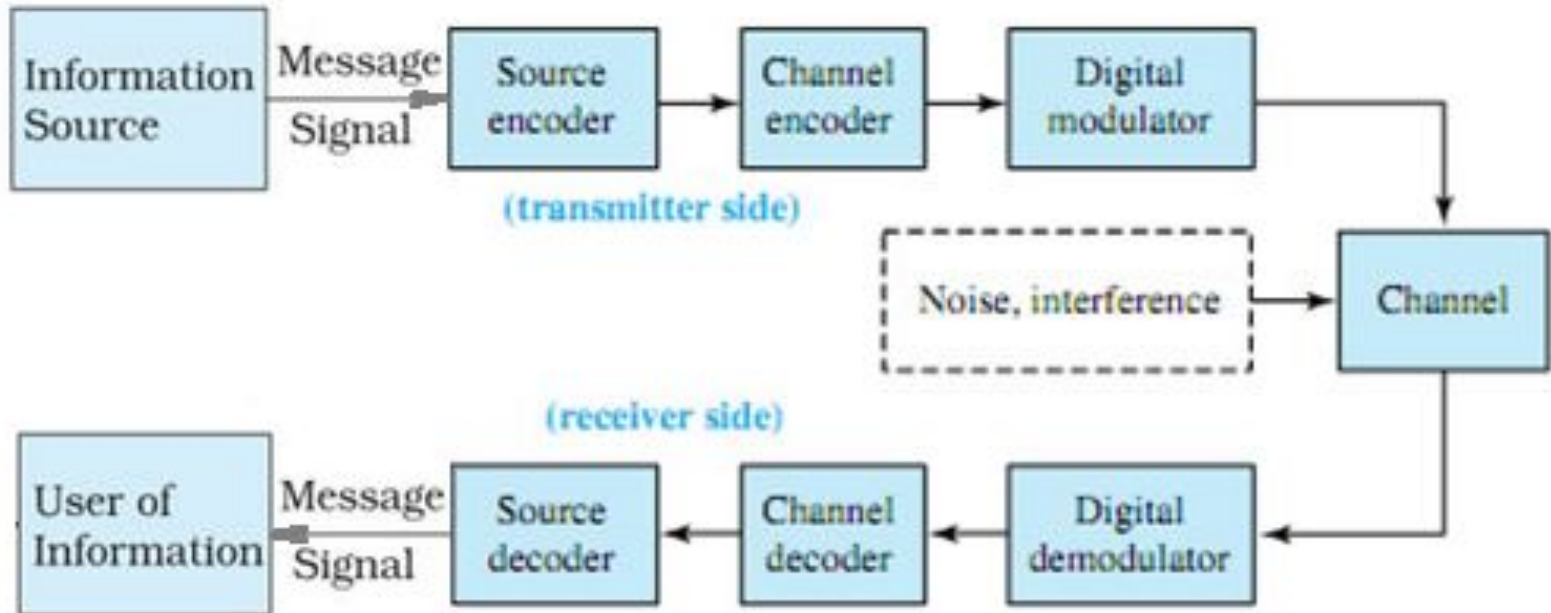 Information
Source
Message
Signal
Source
encoder
Channel
encoder
Digital
modulator
(transmitter side)
Noise, interference
Channel
(receiver side)
User of
Information
Message
Signal
Source
decoder
Channel
decoder
Digital
demodulator